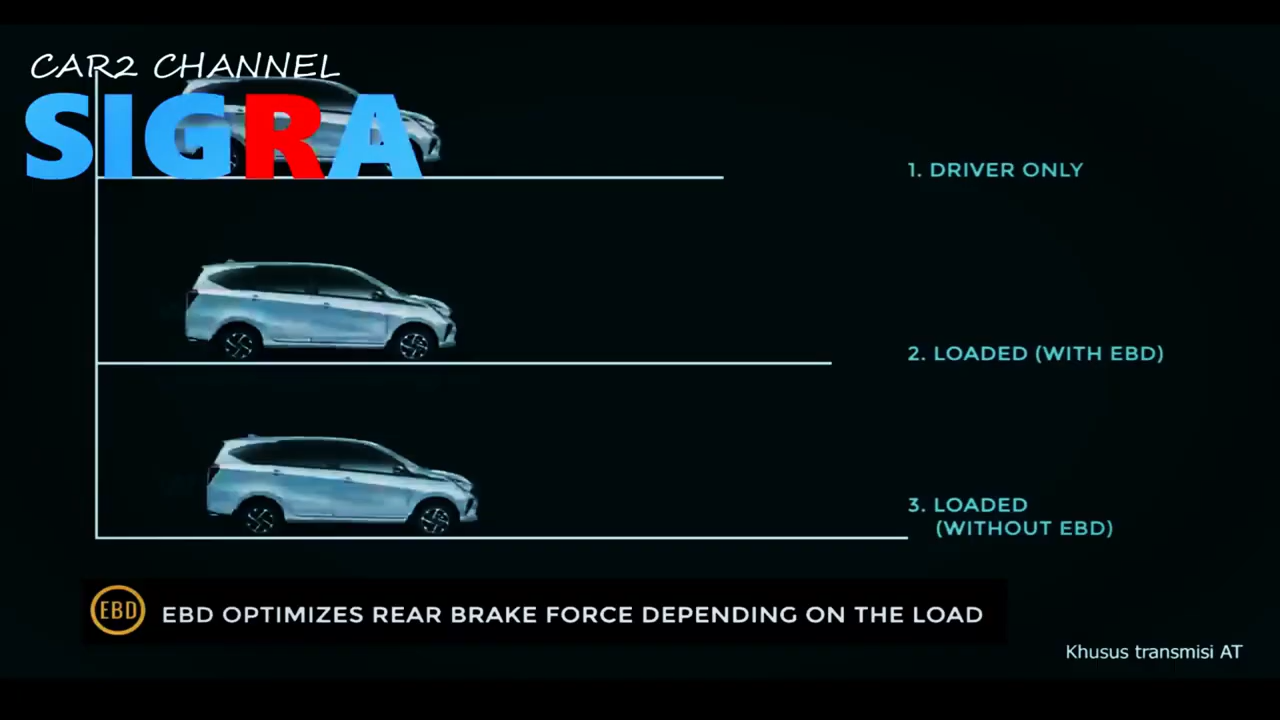 CAR2 CHANNEL
SIGRA
1. DRIVER ONLY
2. LOADED (WITH EBD)
3. LOADED
(WITHOUT EBD)
EBD EBD OPTIMIZES REAR BRAKE FORCE DEPENDING ON THE LOAD
Khusus transmisi AT